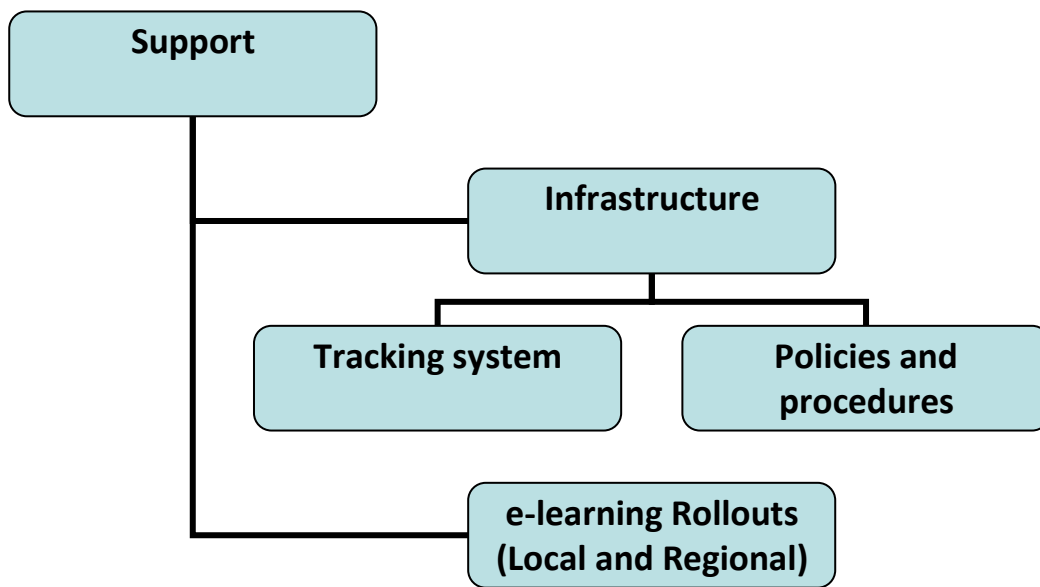 Support
Infrastructure
Tracking system
Policies and
procedures
e-learning Rollouts
(Local and Regional)